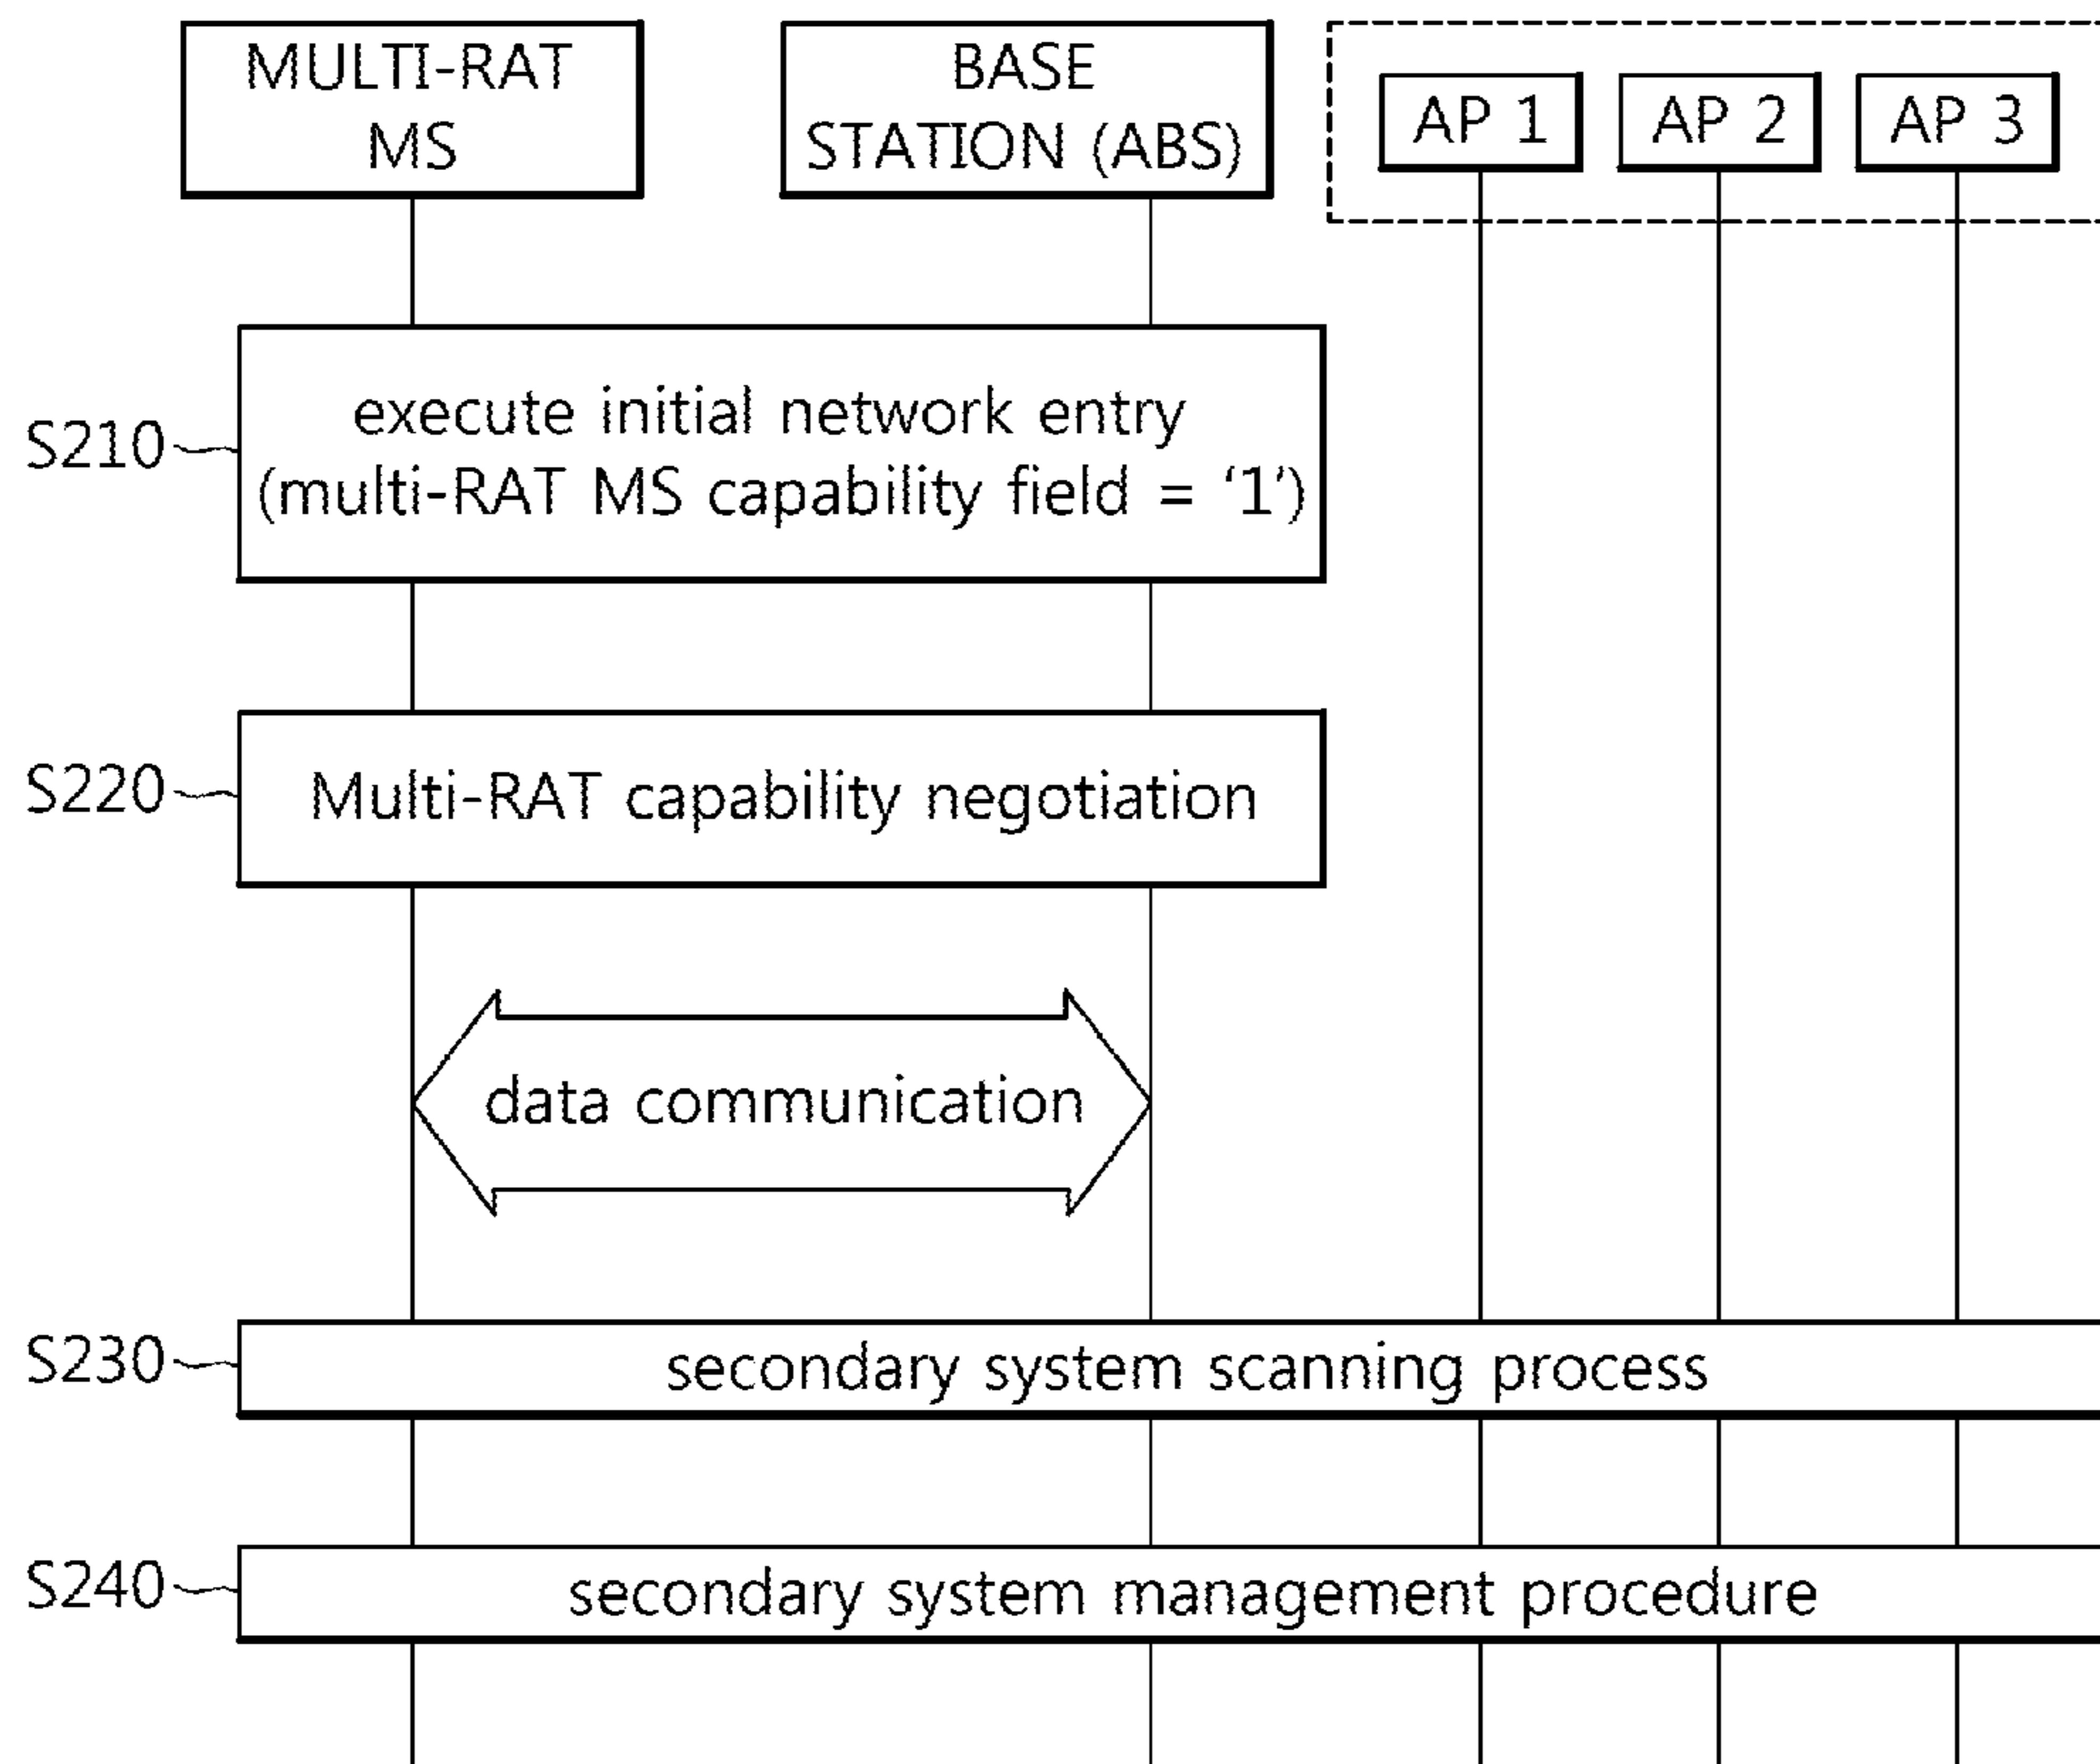 MULTI-RAT
MS
BASE
STATION (ABS)
AP 1
AP 2
AP 3
S210
execute initial network entry
(multi-RAT MS capability field = ‘1’)
S220
Multi-RAT capability negotiation
data communication
S230
secondary system scanning process
S240
secondary system management procedure